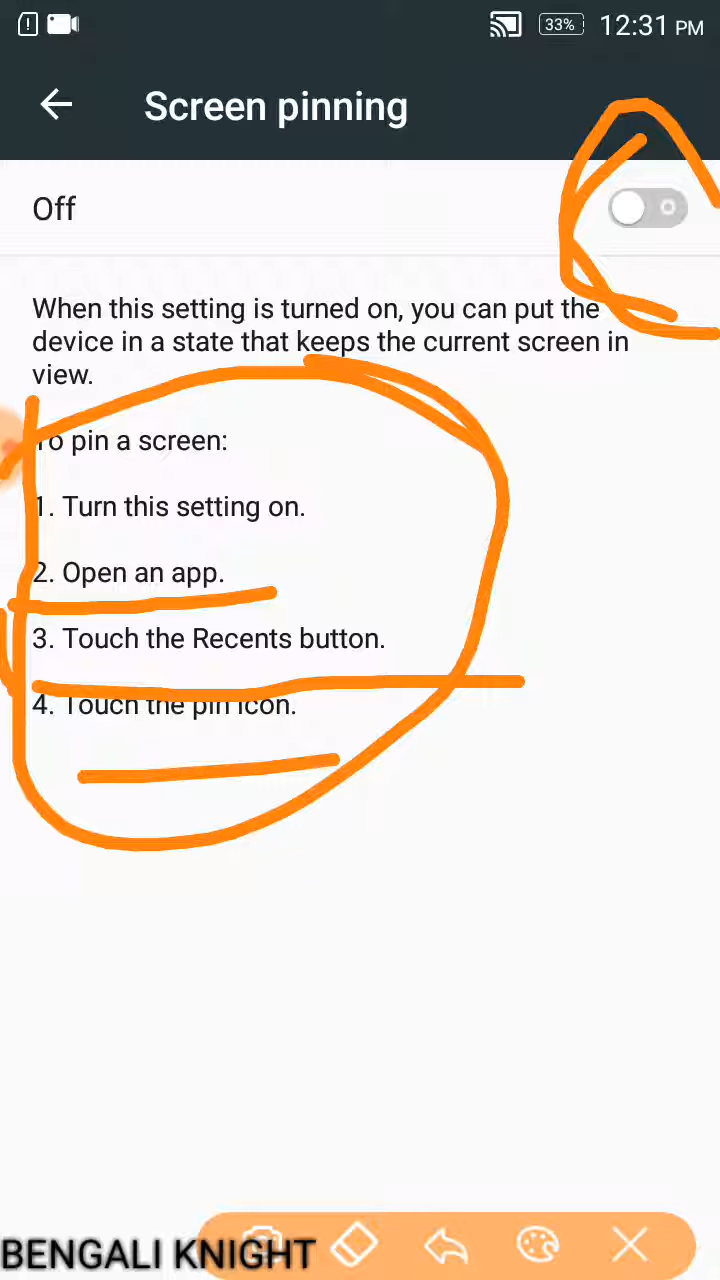 33% 12:31 PM
Screen pinning
Off
When this setting is turned on, you can put the
device in a state that keeps the current screen in
view.
To pin a screen:
1. Turn this setting on.
2. Open an app.
3. Touch the Recents button.
4. Touch the pin icon.
BENGALI KNIGHT